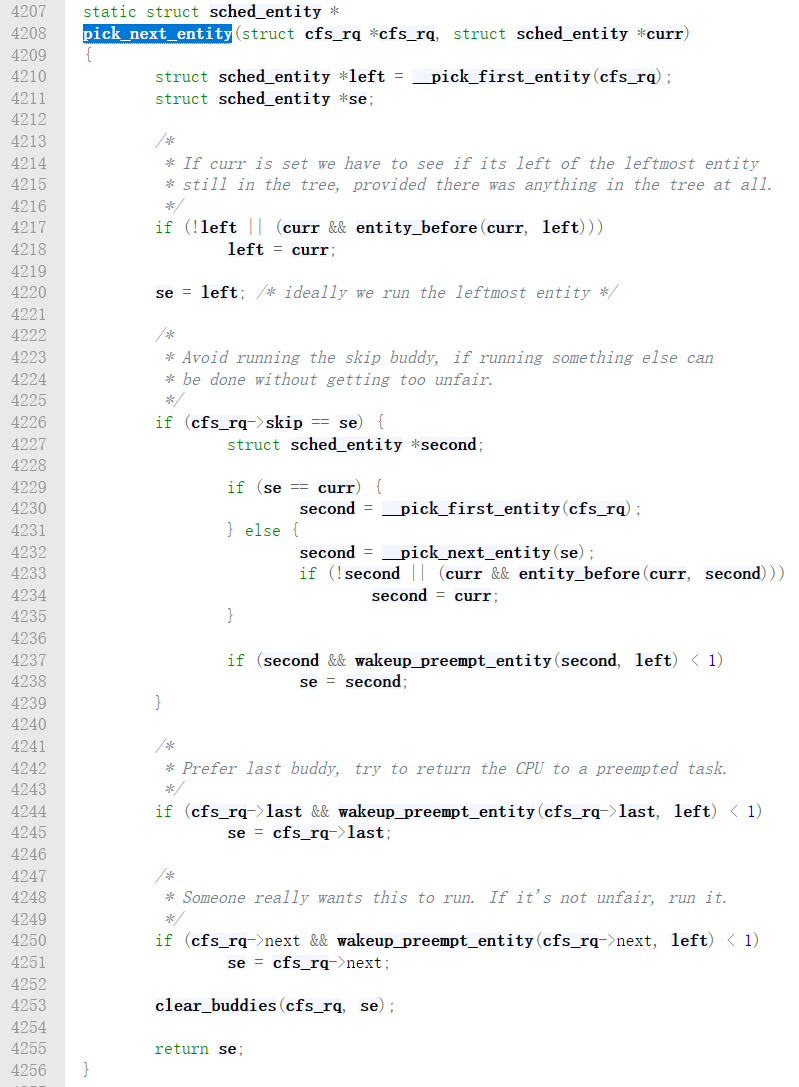 4207 static struct sched_entity *
4208 pick_next_entity(struct cfs_rq *cfs_rq, struct sched_entity *curr)
4209 {
4210         struct sched_entity *left = __pick_first_entity(cfs_rq);
4211         struct sched_entity *se;
4212
4213         /*
4214          * If curr is set we have to see if its left of the leftmost entity
4215          * still in the tree, provided there was anything in the tree at all.
4216          */
4217         if (!left || (curr && entity_before(curr, left)))
4218                 left = curr;
4219
4220         se = left; /* ideally we run the leftmost entity */
4221
4222         /*
4223          * Avoid running the skip buddy, if running something else can
4224          * be done without getting too unfair.
4225          */
4226         if (cfs_rq->skip == se) {
4227                 struct sched_entity *second;
4228
4229                 if (se == curr) {
4230                         second = __pick_first_entity(cfs_rq);
4231                 } else {
4232                         second = __pick_next_entity(se);
4233                         if (!second || (curr && entity_before(curr, second)))
4234                                 second = curr;
4235                 }
4236
4237                 if (second && wakeup_preempt_entity(second, left) < 1)
4238                         se = second;
4239         }
4240
4241         /*
4242          * Prefer last buddy, try to return the CPU to a preempted task.
4243          */
4244         if (cfs_rq->last && wakeup_preempt_entity(cfs_rq->last, left) < 1)
4245                 se = cfs_rq->last;
4246
4247         /*
4248          * Someone really wants this to run. If it's not unfair, run it.
4249          */
4250         if (cfs_rq->next && wakeup_preempt_entity(cfs_rq->next, left) < 1)
4251                 se = cfs_rq->next;
4252
4253         clear_buddies(cfs_rq, se);
4254
4255         return se;
4256 }